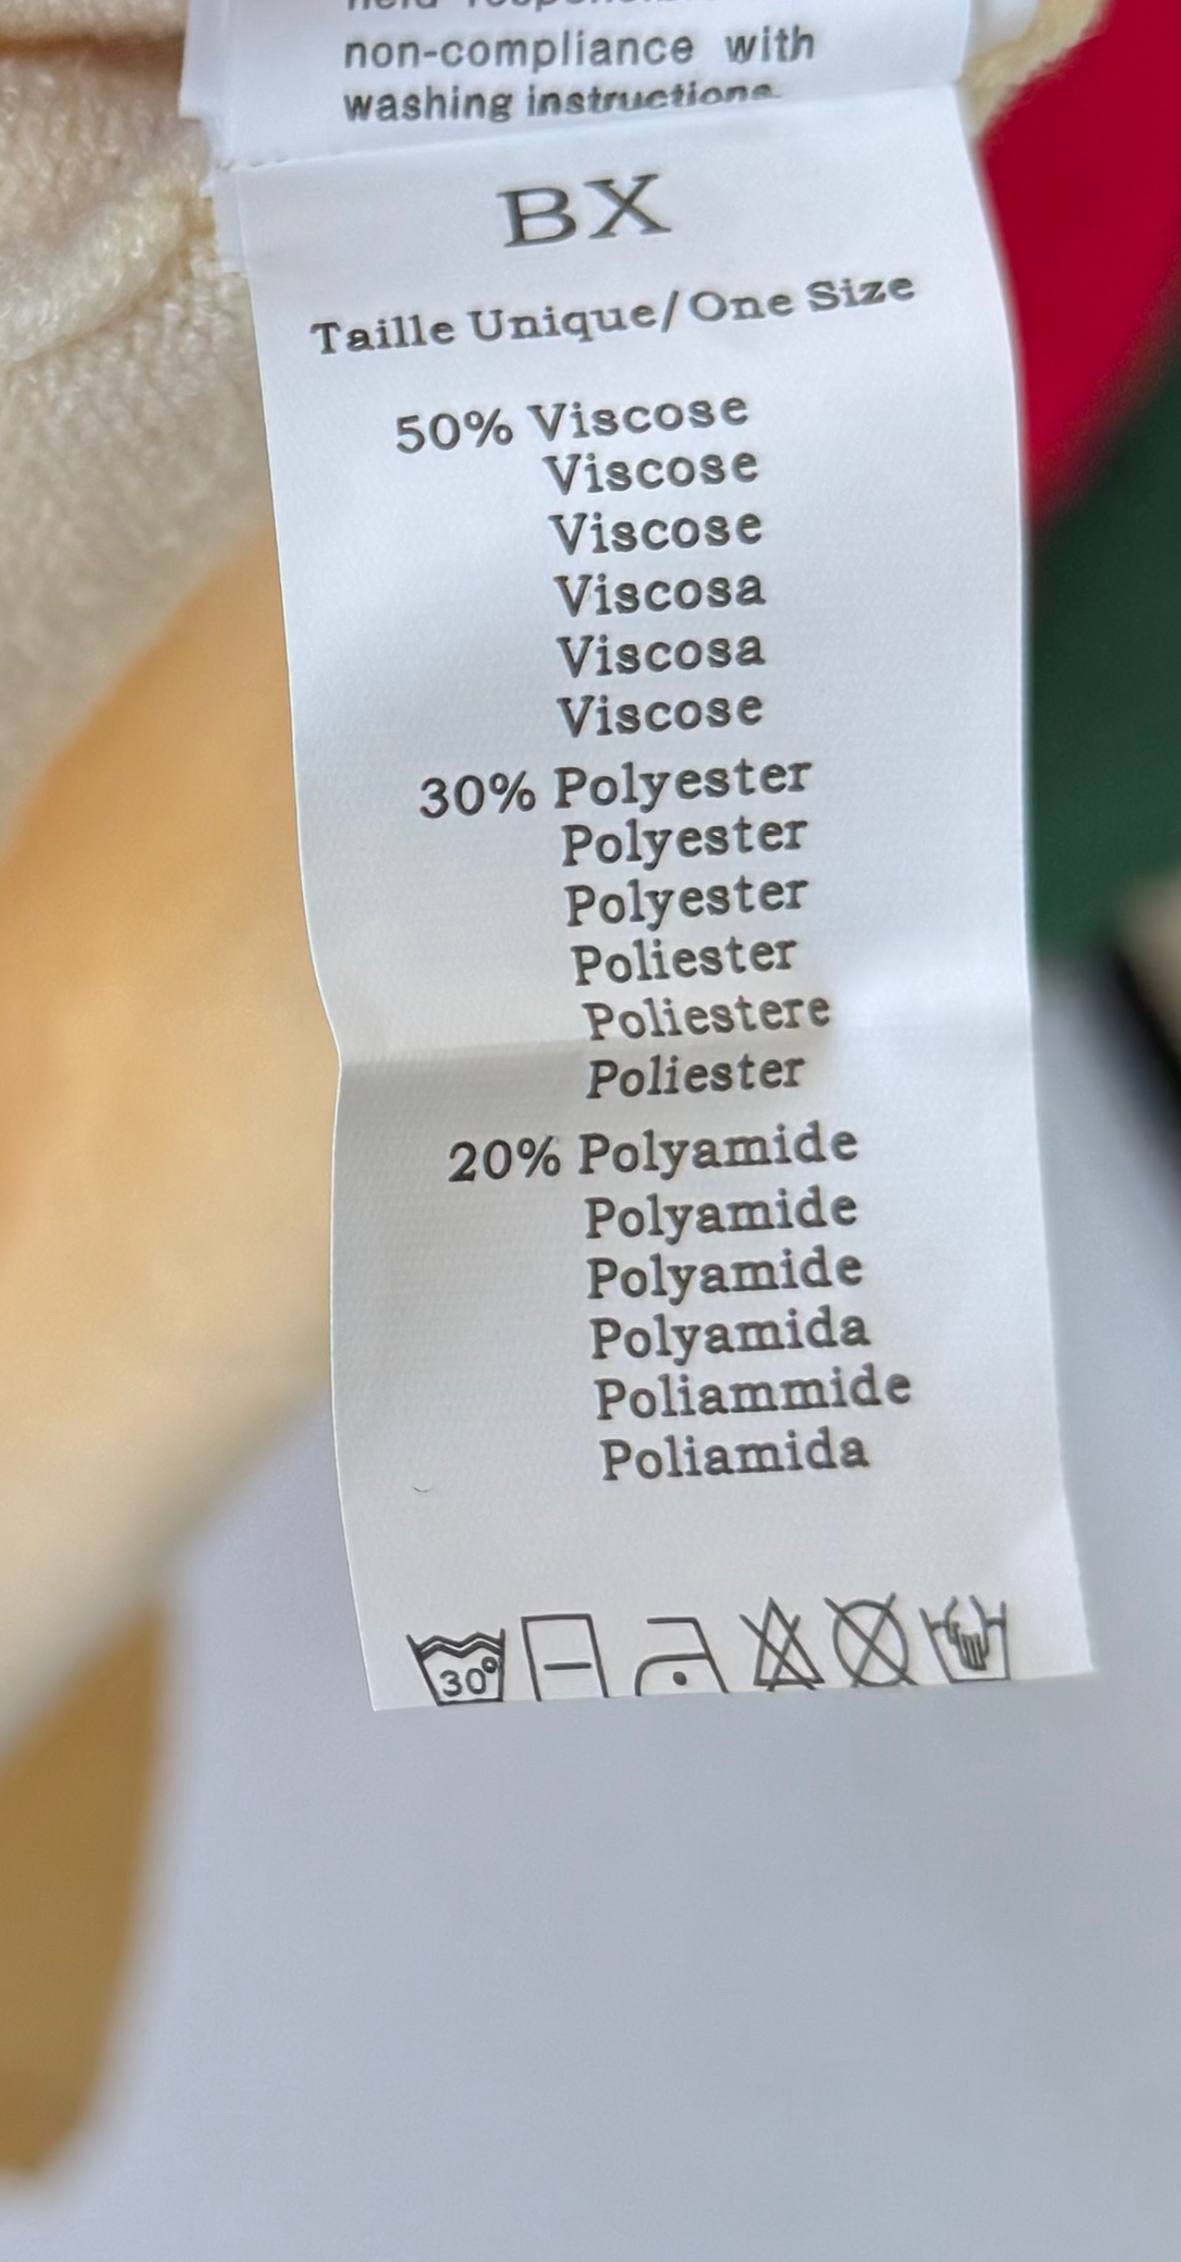 non-compliance with
washing instructions.
BX
Taille Unique/One Size
50% Viscose
Viscose
Viscose
Viscosa
Viscosa
Viscose
30% Polyester
Polyester
Polyester
Poliester
Poliestere
Poliester
20% Polyamide
Polyamide
Polyamide
Polyamida
Poliammide
Poliamida
30°